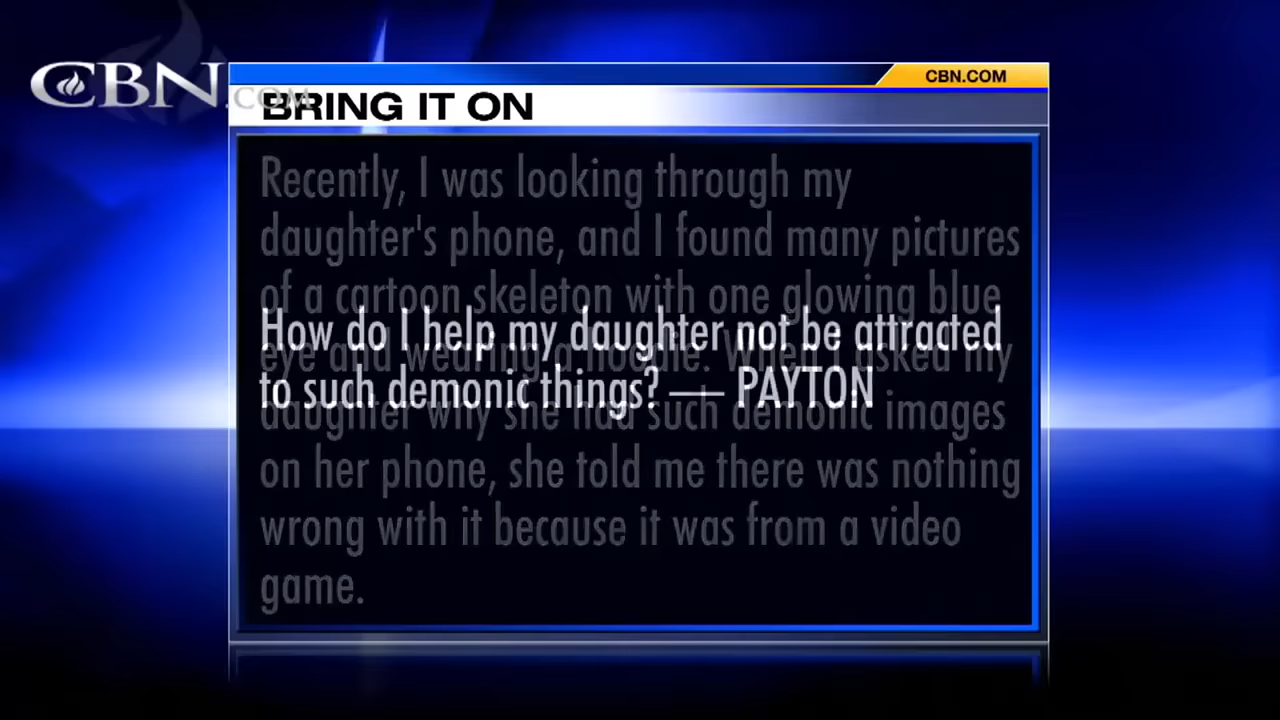 CBN.COM
CBN.COM
BRING IT ON
Recently, I was looking through my
daughter's phone, and I found many pictures
of a cartoon skeleton with one glowing blue
eye and wearing a hoodie. When I asked my
daughter why she had such demonic images
on her phone, she told me there was nothing
wrong with it because it was from a video
game.
How do I help my daughter not be attracted
to such demonic things? — PAYTON